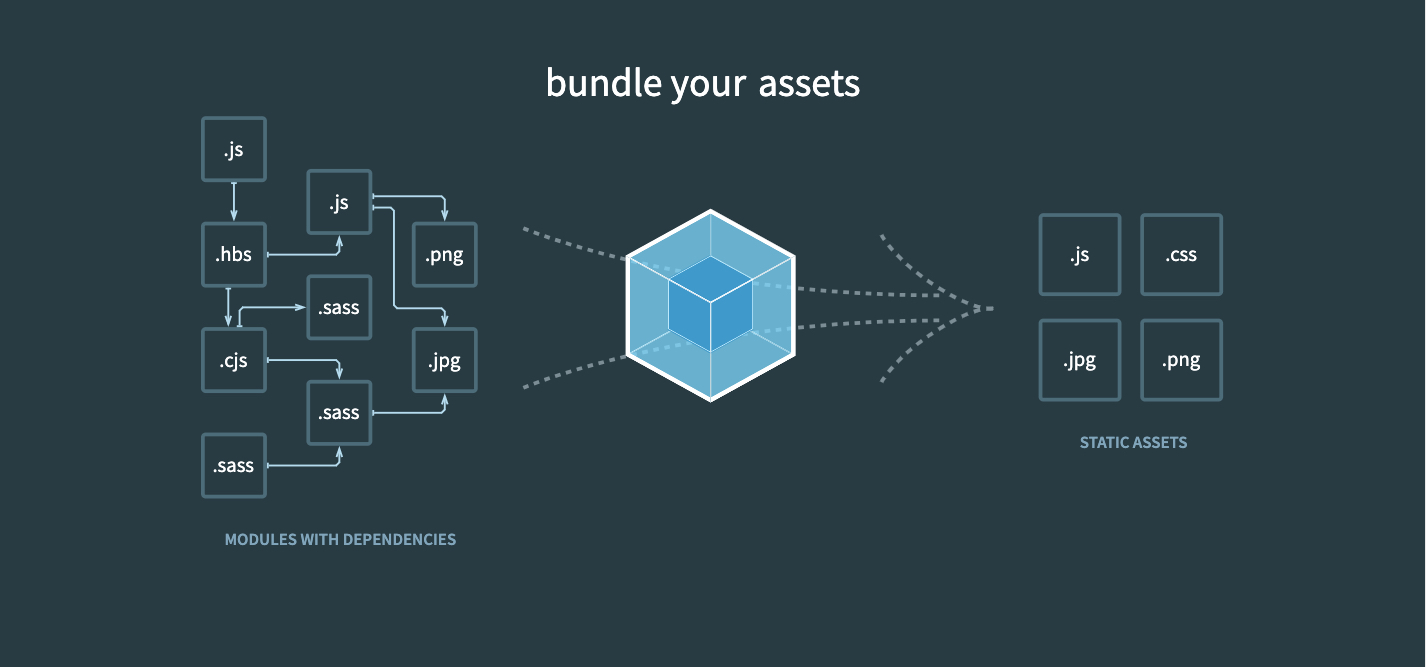 bundle your assets
.js
.js
.hbs
.png
.sass
.cjs
.jpg
.sass
.sass
MODULES WITH DEPENDENCIES
.js
.css
.jpg
.png
STATIC ASSETS